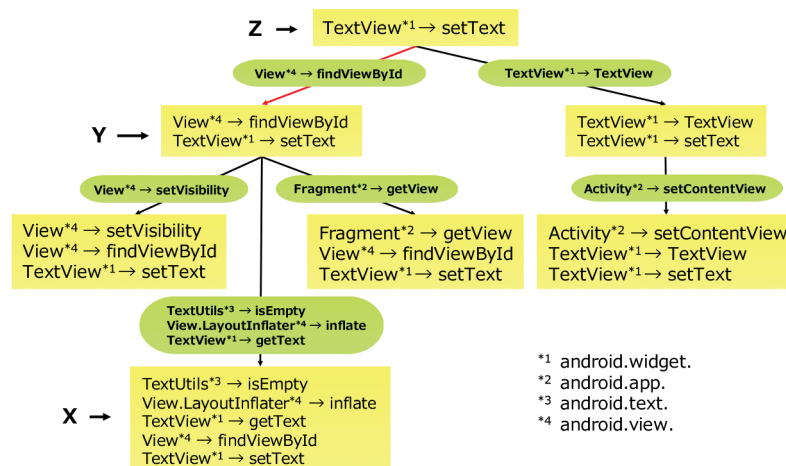 Z → TextView*1 → setText
View*4 → findViewById
TextView*1 → TextView
Y → View*4 → findViewById
TextView*1 → setText
TextView*1 → TextView
TextView*1 → setText
View*4 → setVisibility
Fragment*2 → getView
Activity*2 → setContentView
View*4 → setVisibility
View*4 → findViewById
TextView*1 → setText
Fragment*2 → getView
View*4 → findViewById
TextView*1 → setText
Activity*2 → setContentView
TextView*1 → TextView
TextView*1 → setText
TextUtils*3 → isEmpty
View.LayoutInflater*4 → inflate
TextView*1 → getText
X → TextUtils*3 → isEmpty
View.LayoutInflater*4 → inflate
TextView*1 → getText
View*4 → findViewById
TextView*1 → setText
*1 android.widget.
*2 android.app.
*3 android.text.
*4 android.view.